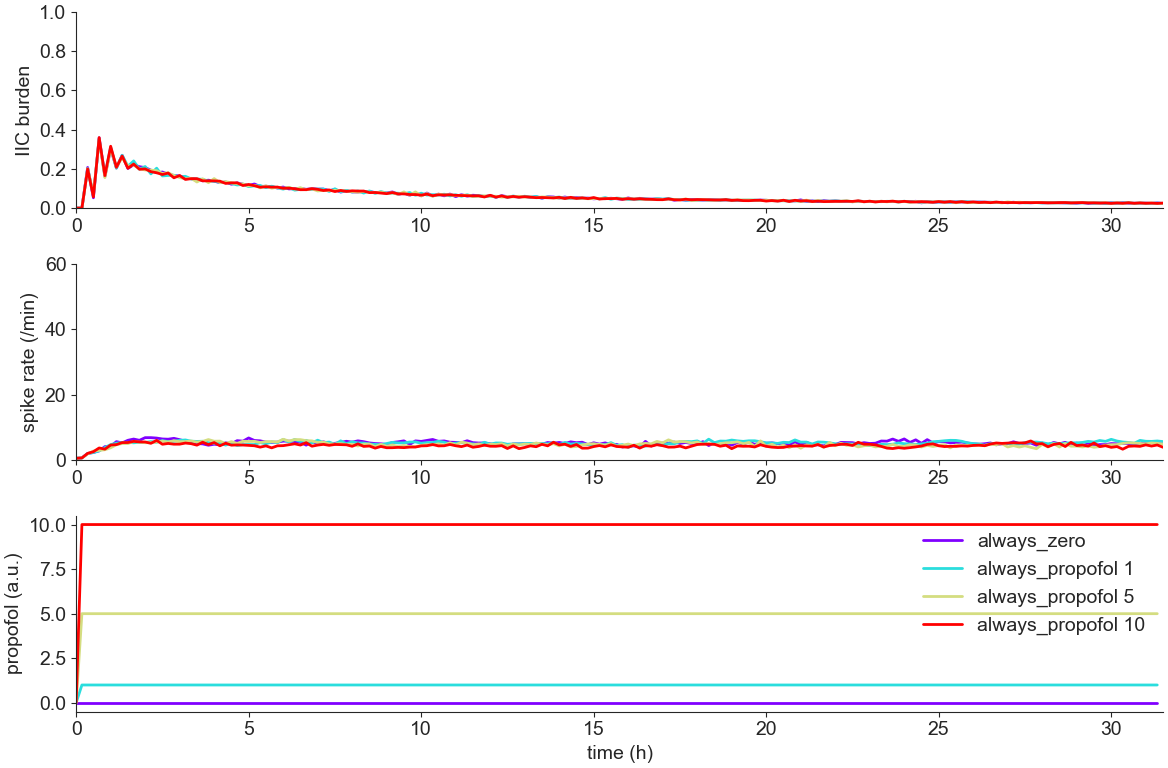 IIC burden
1.0
0.8
0.6
0.4
0.2
0.0
0 5 10 15 20 25 30
spike rate (/min)
60
40
20
0
0 5 10 15 20 25 30
propofol (a.u.)
10.0
7.5
5.0
2.5
0.0
always_zero
always_propofol 1
always_propofol 5
always_propofol 10
0 5 10 15 20 25 30
time (h)